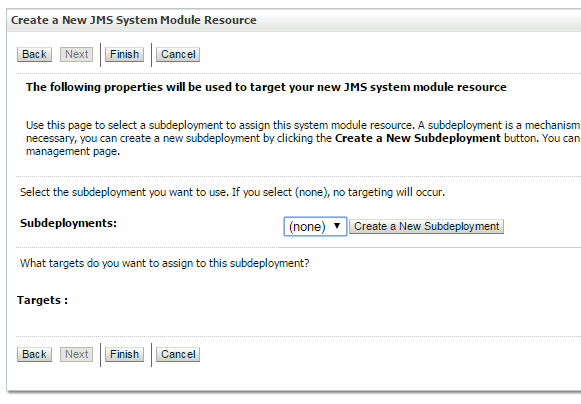 Create a New JMS System Module Resource
Back Next Finish Cancel
The following properties will be used to target your new JMS system module resource
Use this page to select a subdeployment to assign this system module resource. A subdeployment is a mechanism
necessary, you can create a new subdeployment by clicking the Create a New Subdeployment button. You can
management page.
Select the subdeployment you want to use. If you select (none), no targeting will occur.
Subdeployments: (none) Create a New Subdeployment
What targets do you want to assign to this subdeployment?
Targets :
Back Next Finish Cancel